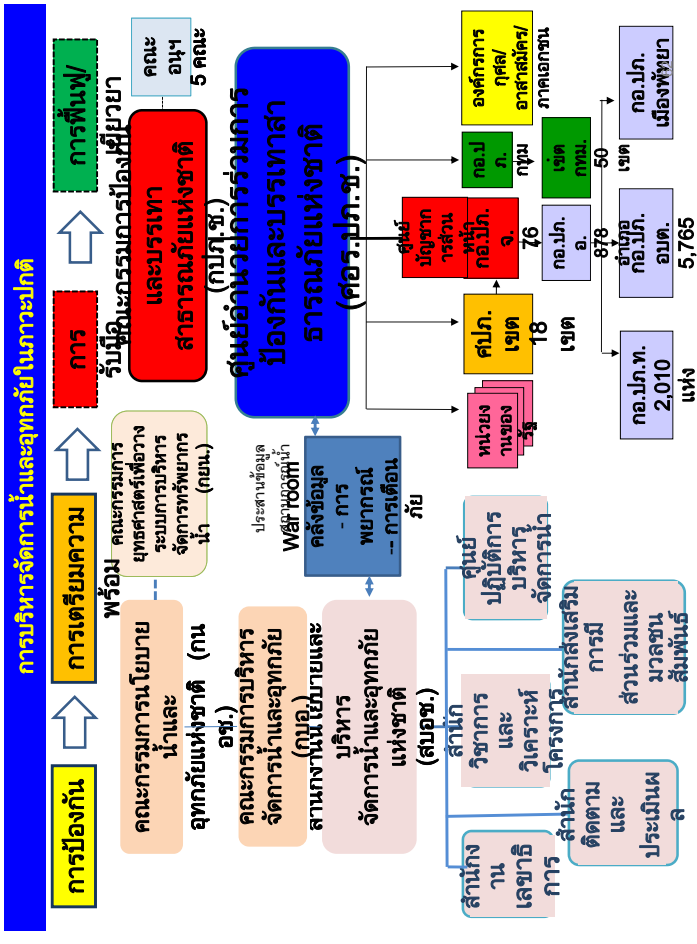 การบริหารจัดการน้ำและอุทกภัยในภาวะปกติ
การป้องกัน
การเตรียมความ
พร้อม
การ
รับมือ
การฟื้นฟู/
เยียวยา
คณะกรรมการนโยบาย
น้ำและ
อุทกภัยแห่งชาติ (กน
อช.)
คณะกรรมการ
ยุทธศาสตร์เพื่อวาง
ระบบการบริหาร
จัดการทรัพยากร
น้ำ (กยน.)
คณะกรรมการป้องกัน
และบรรเทา
สาธารณภัยแห่งชาติ
(กปภ.ช.)
คณะ
อนุฯ
5 คณะ
คณะกรรมการบริหาร
จัดการน้ำและอุทกภัย
(กบอ.)
สำนักงานนโยบายและ
บริหาร
จัดการน้ำและอุทกภัย
แห่งชาติ
(สบอช.)
ประสานข้อมูล
สถานการณ์น้ำ
War room
คลังข้อมูล
- การ
พยากรณ์
-- การเตือน
ภัย
ศูนย์อำนวยการร่วมการ
ป้องกันและบรรเทาสา
ธารณภัยแห่งชาติ
(ศอร.ปภ.ช.)
สำนักง
าน
เลขาธิ
การ
สำนัก
ติดตาม
และ
ประเมินผ
ล
สำนัก
วิชาการ
และ
วิเคราะห์
โครงการ
สำนักส่งเสริม
การมี
ส่วนร่วมและ
มวลชน
สัมพันธ์
ศูนย์
ปฏิบัติการ
บริหาร
จัดการน้ำ
หน่วยง
านของ
รัฐ
ศปภ.
เขต
18
เขต
ศูนย์
บัญชาก
ารส่วน
หน้า
กอ.ปภ.
จ.
76
กอ.ป
ภ.
กทม
องค์กรการ
กุศล/
อาสาสมัคร/
ภาคเอกชน
กอ.ปภ.
อ.
878
อำเภอ
เขต
กทม.
50
เขต
กอ.ปภ.ท.
2,010
แห่ง
กอ.ปภ.
อบต.
5,765
กอ.ปภ.
เมืองพัทยา